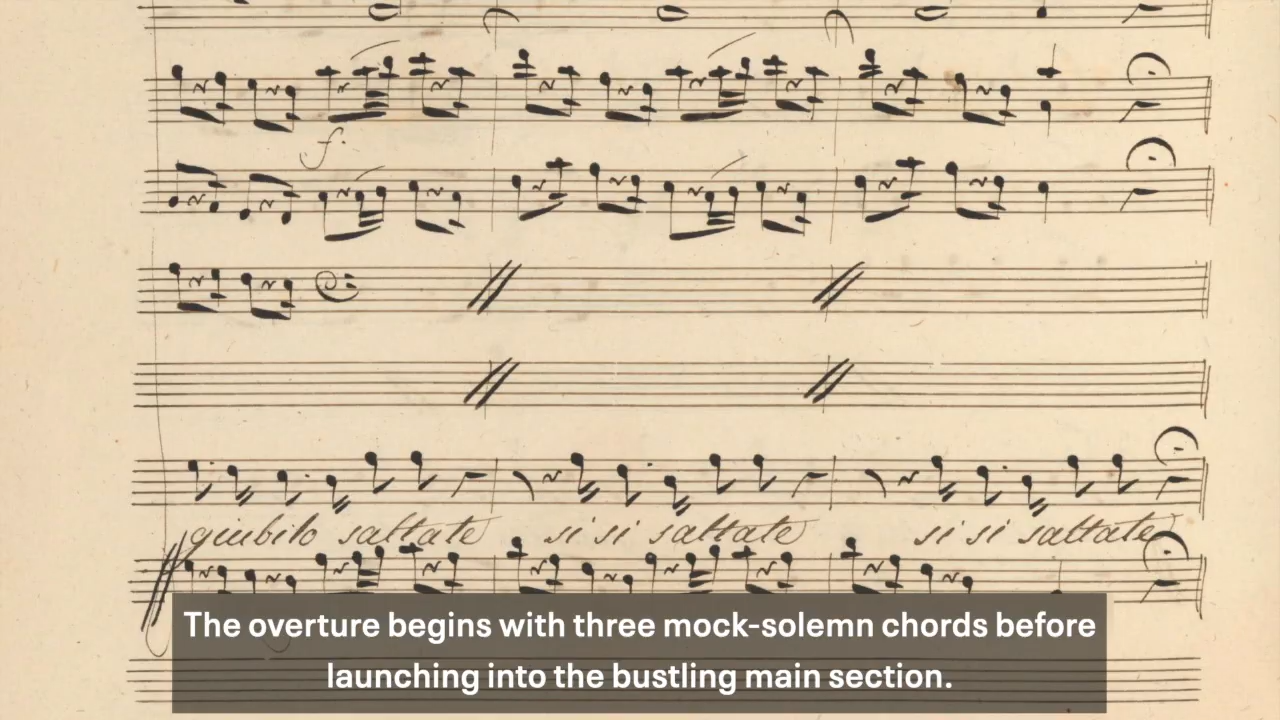 f.
giubilo saltate si si saltate si si saltate
The overture begins with three mock-solemn chords before
launching into the bustling main section.